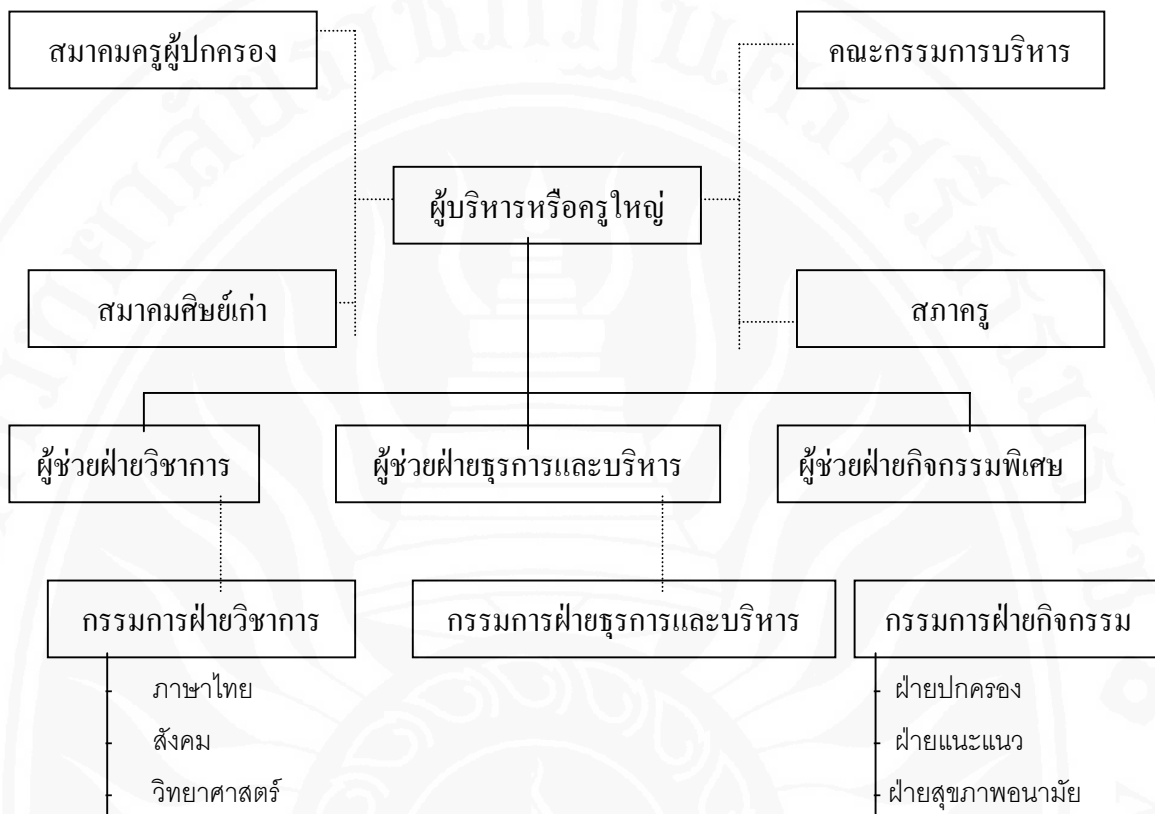 สมาคมครูผู้ปกครอง
คณะกรรมการบริหาร
ผู้บริหารหรือครูใหญ่
สมาคมศิษย์เก่า
สภาครู
ผู้ช่วยฝ่ายวิชาการ
ผู้ช่วยฝ่ายธุรการและบริหาร
ผู้ช่วยฝ่ายกิจกรรมพิเศษ
กรรมการฝ่ายวิชาการ
กรรมการฝ่ายธุรการและบริหาร
กรรมการฝ่ายกิจกรรม
- ภาษาไทย
- สังคม
- วิทยาศาสตร์
- ฝ่ายปกครอง
- ฝ่ายแนะแนว
- ฝ่ายสุขภาพอนามัย